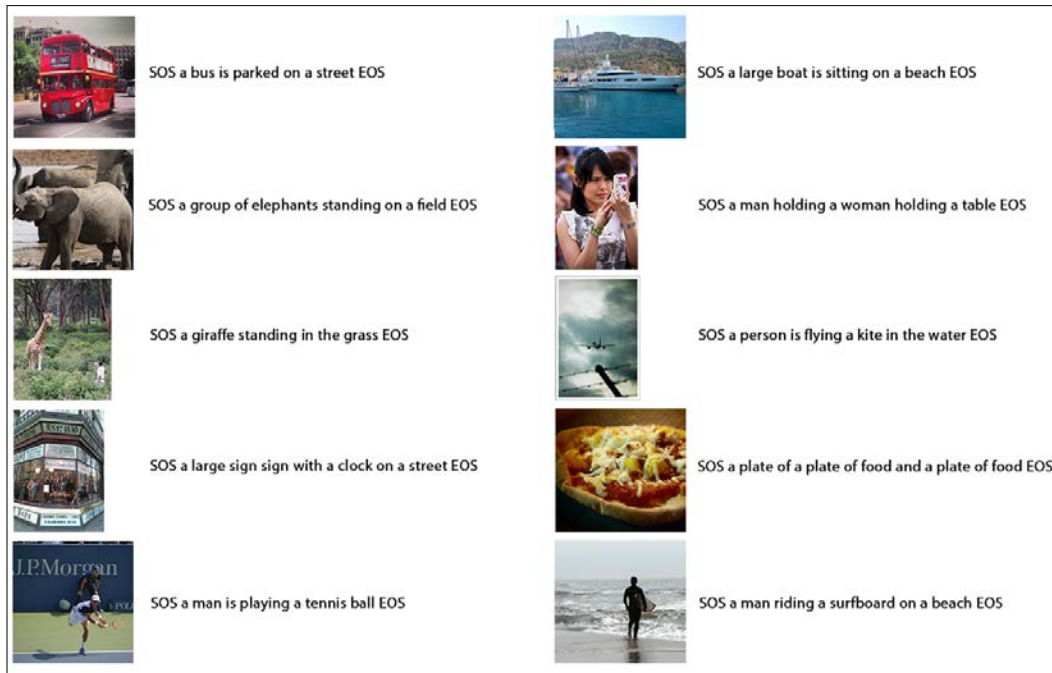 SOS a bus is parked on a street EOS
SOS a group of elephants standing on a field EOS
SOS a giraffe standing in the grass EOS
SOS a large sign sign with a clock on a street EOS
J.P.Morgan
SOS a man is playing a tennis ball EOS
SOS a large boat is sitting on a beach EOS
SOS a man holding a woman holding a table EOS
SOS a person is flying a kite in the water EOS
SOS a plate of a plate of food and a plate of food EOS
SOS a man riding a surfboard on a beach EOS